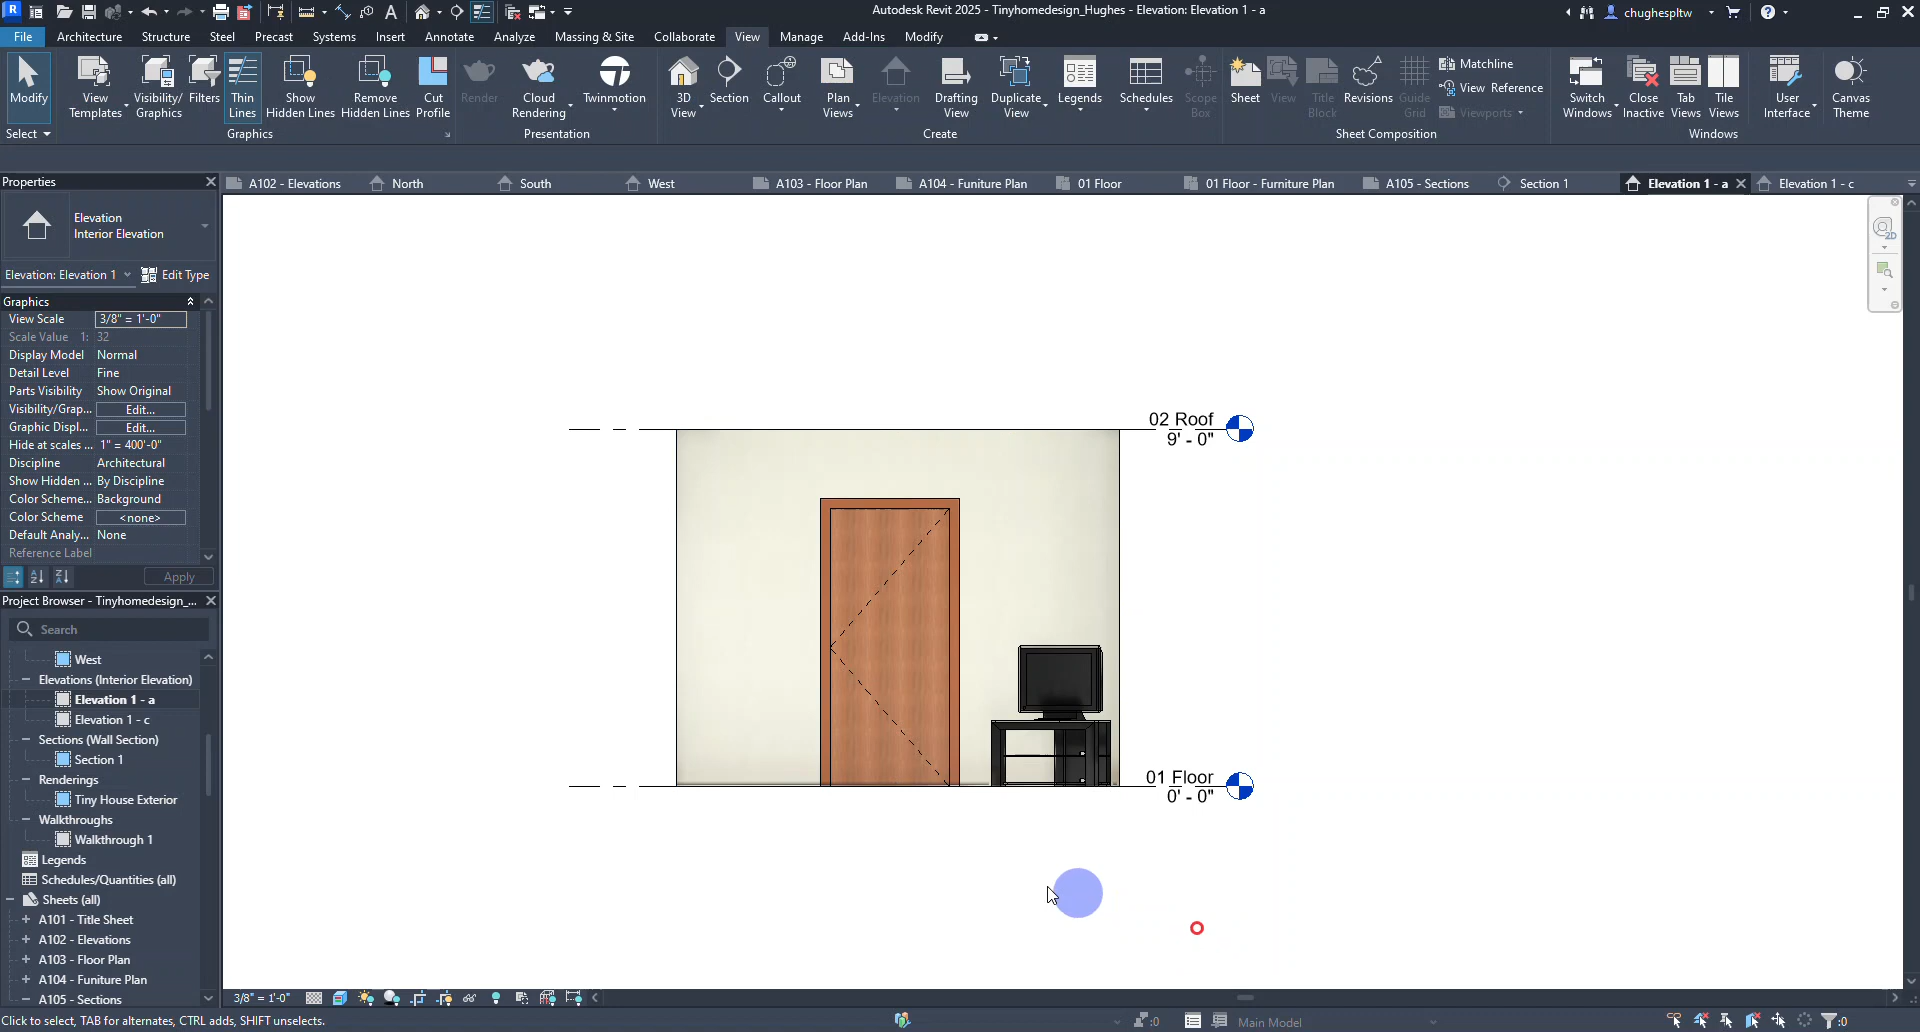 Autodesk Revit 2025 - Tinyhomedesign_Hughes - Elevation: Elevation 1 - a
chughespltw
File
Architecture
Structure
Steel
Precast
Systems
Insert
Annotate
Analyze
Massing & Site
Collaborate
View
Manage
Add-Ins
Modify
Modify
View
Templates
Visibility/
Graphics
Filters
Thin
Lines
Show
Hidden Lines
Remove
Hidden Lines
Cut
Profile
Render
Cloud
Rendering
Twinmotion
3D
View
Section
Callout
Plan
Views
Elevation
Drafting
View
Duplicate
View
Legends
Schedules
Scope
Box
Sheet
View
Title
Block
Revisions
Guide
Grid
Matchline
View Reference
Viewports
Switch
Windows
Close
Inactive
Tab
Views
Tile
Views
User
Interface
Canvas
Theme
Select
Graphics
Presentation
Create
Sheet Composition
Windows
Properties
A102 - Elevations
North
South
West
A103 - Floor Plan
A104 - Funiture Plan
01 Floor
01 Floor - Furniture Plan
A105 - Sections
Section 1
Elevation 1 - a
Elevation 1 - c
Elevation
Interior Elevation
Elevation: Elevation 1
Edit Type
Graphics
View Scale 3/8" = 1'-0"
Scale Value 1: 32
Display Model Normal
Detail Level Fine
Parts Visibility Show Original
Visibility/Grap... Edit...
Graphic Displ... Edit...
Hide at scales ... 1" = 400'-0"
Discipline Architectural
Show Hidden ... By Discipline
Color Scheme... Background
Color Scheme <none>
Default Analy... None
Reference Label
Apply
Project Browser - Tinyhomedesign_...
Search
West
Elevations (Interior Elevation)
Elevation 1 - a
Elevation 1 - c
Sections (Wall Section)
Section 1
Renderings
Tiny House Exterior
Walkthroughs
Walkthrough 1
Legends
Schedules/Quantities (all)
Sheets (all)
A101 - Title Sheet
A102 - Elevations
A103 - Floor Plan
A104 - Funiture Plan
A105 - Sections
02 Roof
9' - 0"
01 Floor
0' - 0"
2D
3/8" = 1'-0"
Click to select, TAB for alternates, CTRL adds, SHIFT unselects.
:0
Main Model
:0